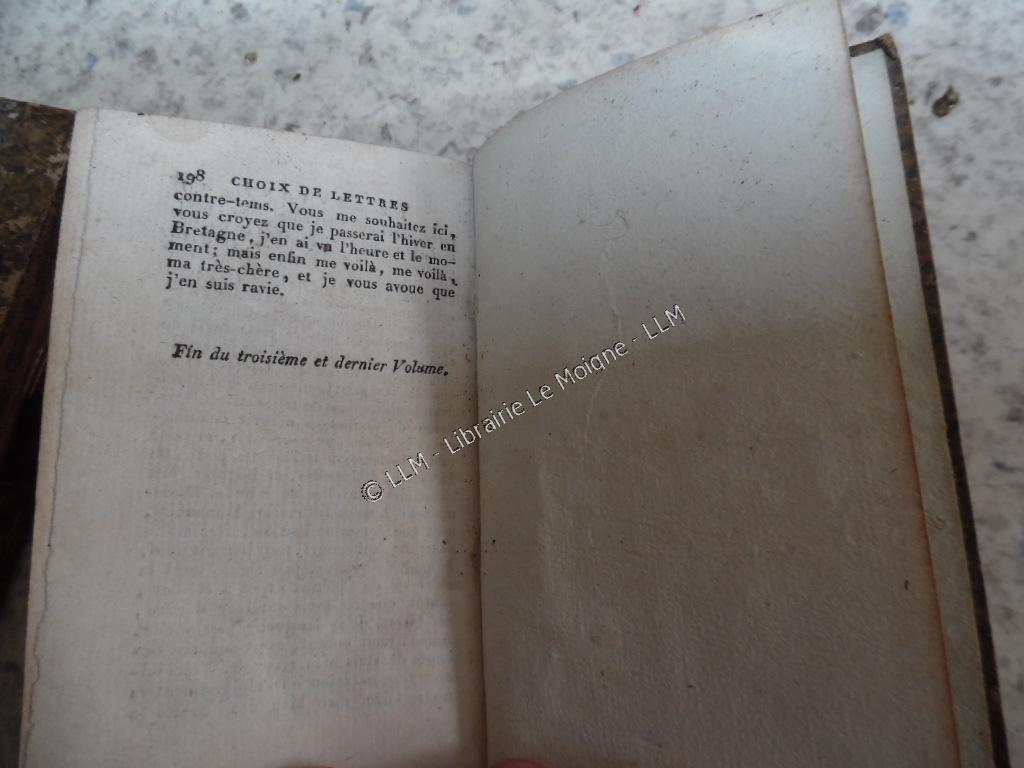 198 CHOIX DE LETTRES
contre-tems. Vous me souhaitez ici,
vous croyez que je passerai l'hiver en
Bretagne, j'en ai vu l'heure et le mo-
ment; mais enfin me voilà, me voilà,
ma très-chère, et je vous avoue que
j'en suis ravie.
Fin du troisième et dernier Volume.
© LLM - Librairie Le Moigne - LLM